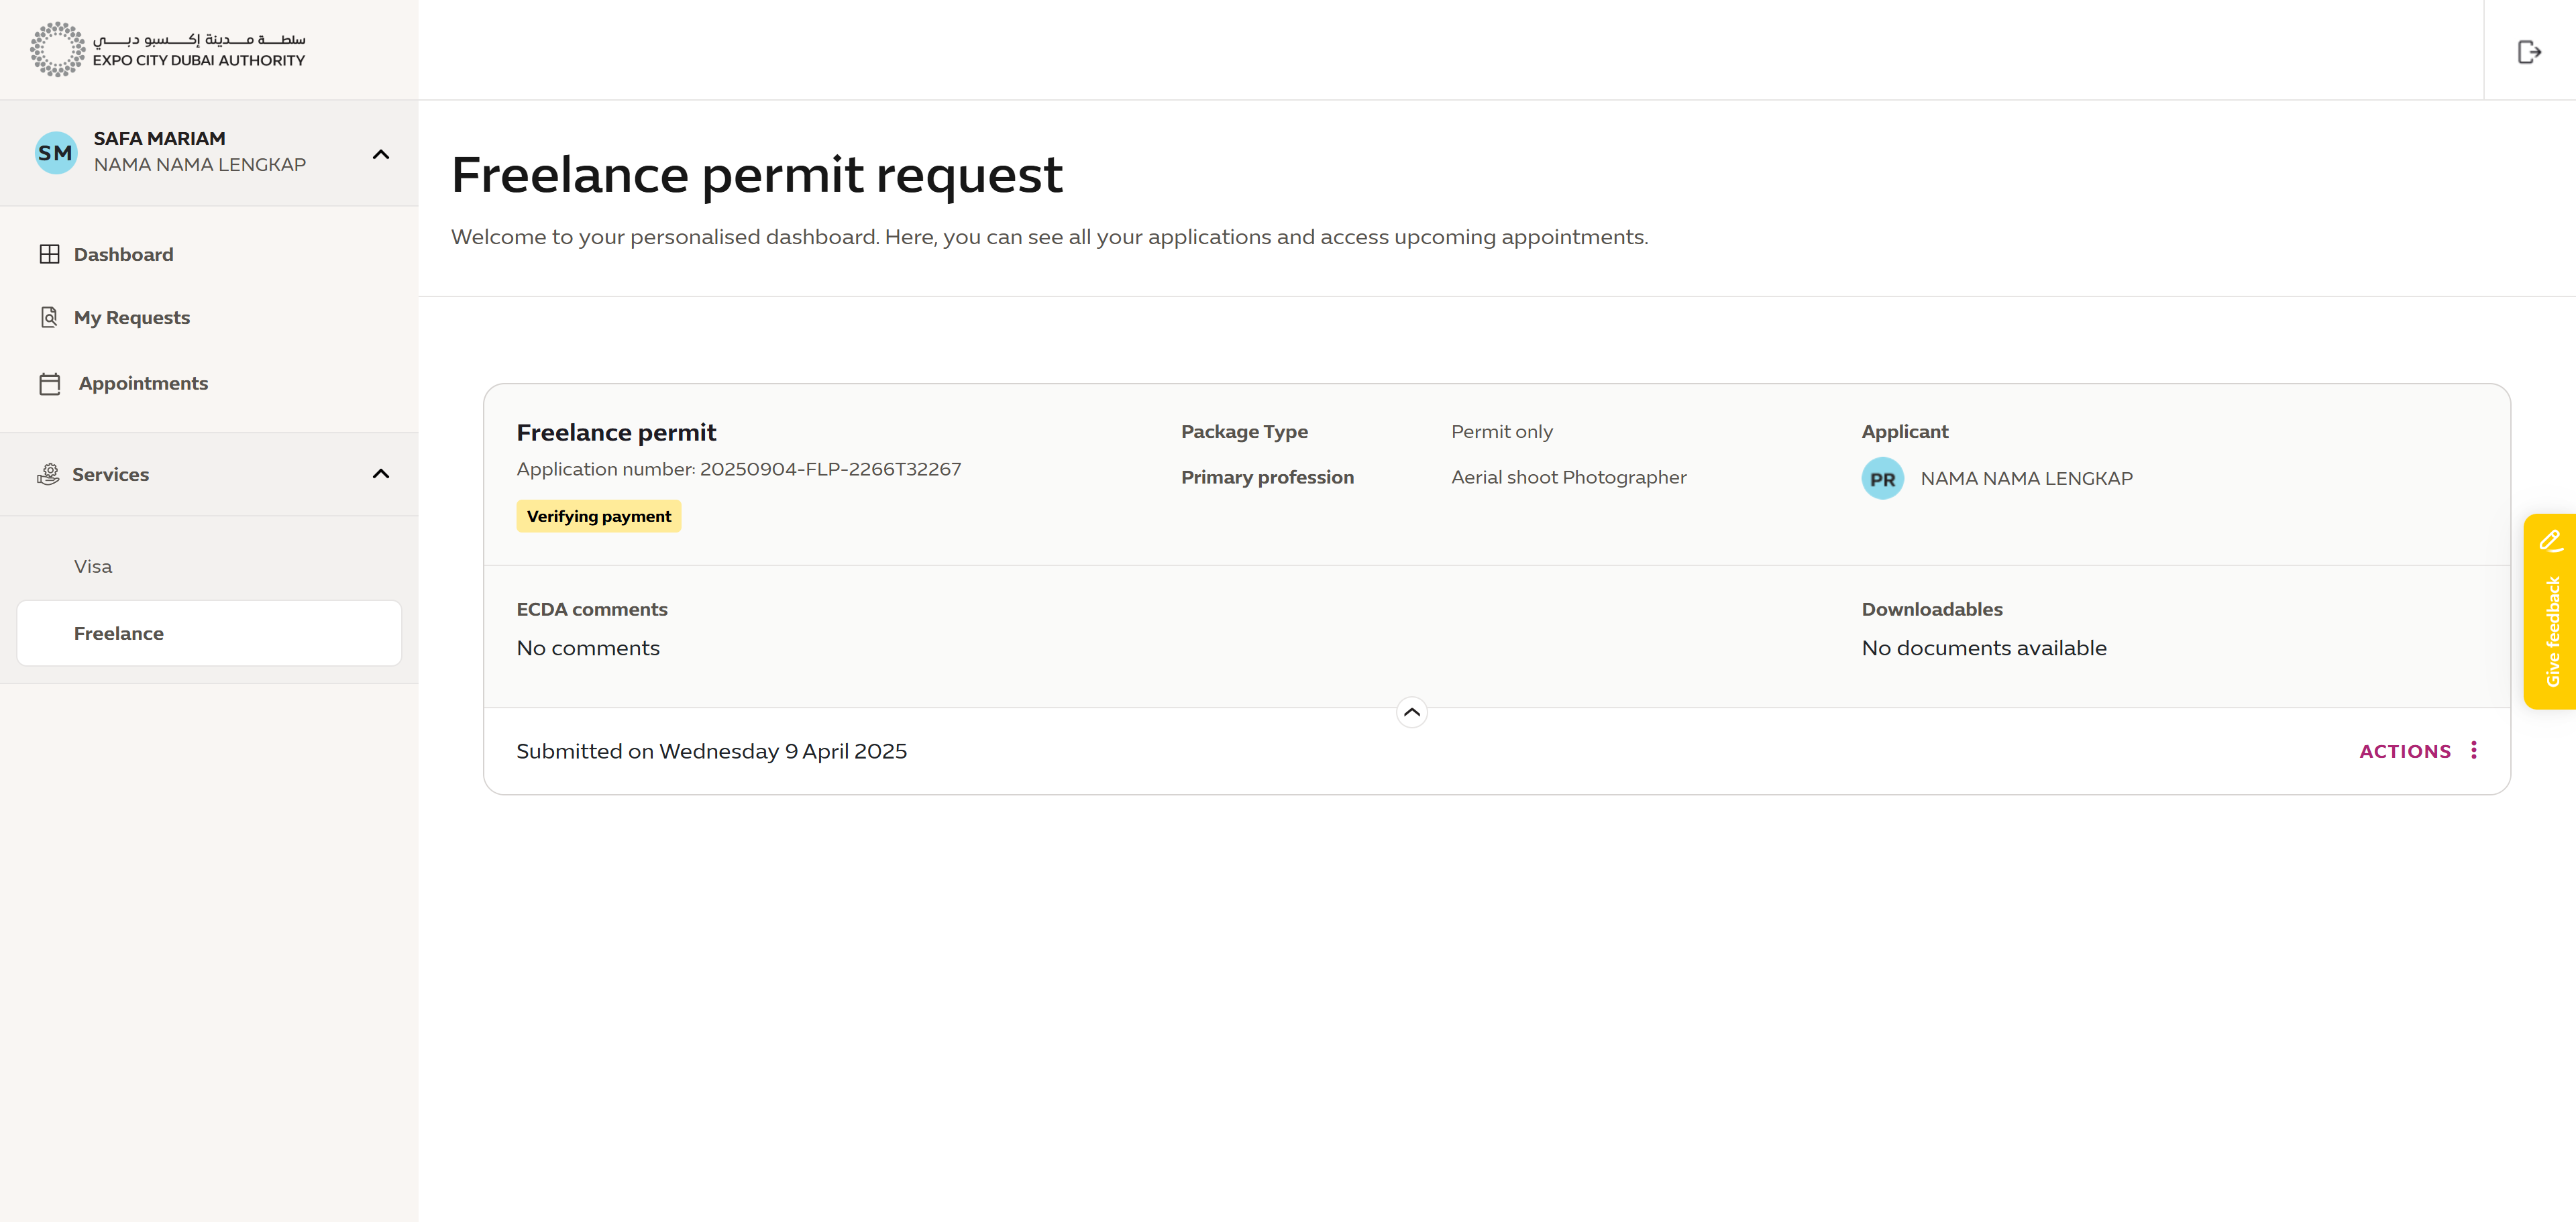 سلطـــة مـــدينة إكـــسبو دبـــي
EXPO CITY DUBAI AUTHORITY
SM
SAFA MARIAM
NAMA NAMA LENGKAP
Dashboard
My Requests
Appointments
Services
Visa
Freelance
Freelance permit request
Welcome to your personalised dashboard. Here, you can see all your applications and access upcoming appointments.
Freelance permit
Application number: 20250904-FLP-2266T32267
Verifying payment
Package Type
Permit only
Primary profession
Aerial shoot Photographer
Applicant
PR
NAMA NAMA LENGKAP
ECDA comments
No comments
Downloadables
No documents available
Submitted on Wednesday 9 April 2025
ACTIONS
Give feedback